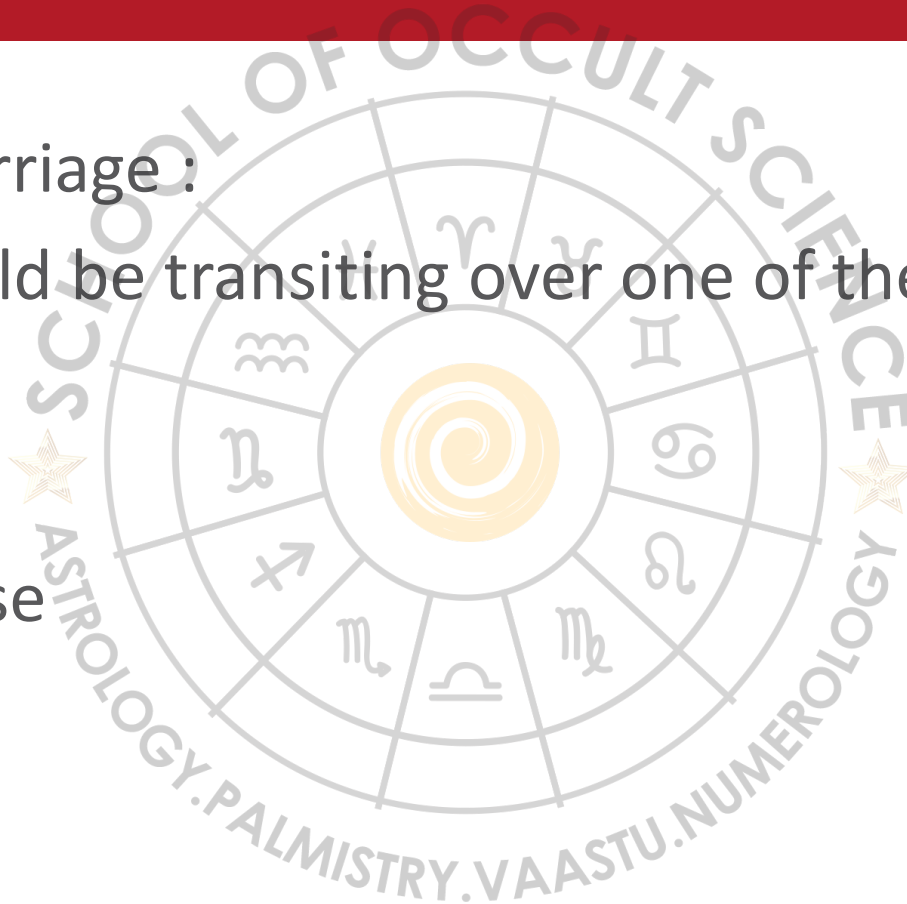 SCHOOL OF OCCULT SCIENCE
rriage :
ld be transiting over one of the
se
ASTROLOGY.PALMISTRY.VAASTU.NUMEROLOGY